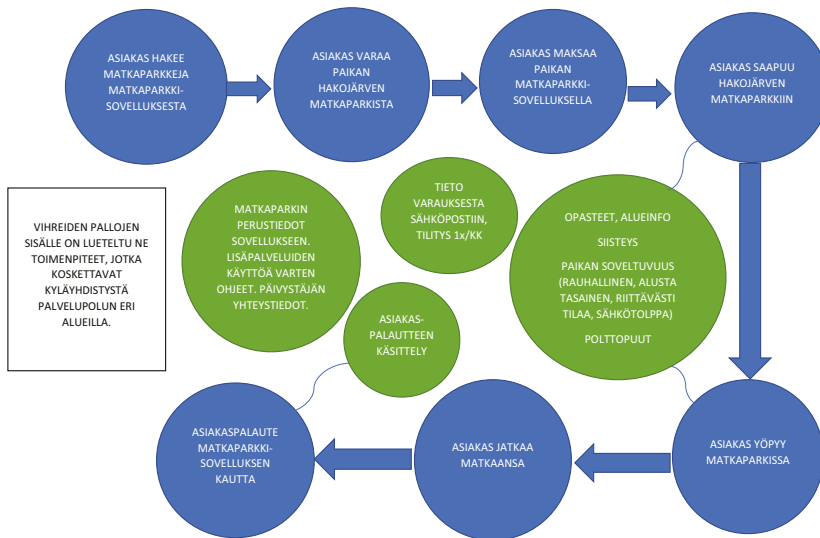 ASIAKAS HAKEE
MATKAPARKKEJA
MATKAPARKKI-
SOVELLUKSESTA
ASIAKAS VARAA
PAIKAN
HAKOJÄRVEN
MATKAPARKISTA
ASIAKAS MAKSAA
PAIKAN
MATKAPARKKI-
SOVELLUKSELLA
ASIAKAS SAAPUU
HAKOJÄRVEN
MATKAPARKKIIN
VIHREIDEN PALLOJEN
SISÄLLE ON LUETELTU NE
TOIMENPITEET, JOTKA
KOSKETTAVAT
KYLÄYHDISTYSTÄ
PALVELUPOLUN ERI
ALUEILLA.
MATKAPARKIN
PERUSTIEDOT
SOVELLUKSEEN.
LISÄPALVELUIDEN
KÄYTTÖÄ VARTEN
OHJEET. PÄIVYSTÄJÄN
YHTEYSTIEDOT.
TIETO
VARAUKSESTA
SÄHKÖPOSTIIN,
TILITYS 1x/KK
OPASTEET, ALUEINFO
SIISTEYS
PAIKAN SOVELTUVUUS
(RAUHALLINEN, ALUSTA
TASAINEN, RIITTÄVÄSTI
TILAA, SÄHKÖTOLPPA)
POLTTOPUUT
ASIAKAS-
PALAUTTEEN
KÄSITTELY
ASIAKASPALAUTE
MATKAPARKKI-
SOVELLUKSEN
KAUTTA
ASIAKAS JATKAA
MATKAANSA
ASIAKAS YÖPYY
MATKAPARKISSA